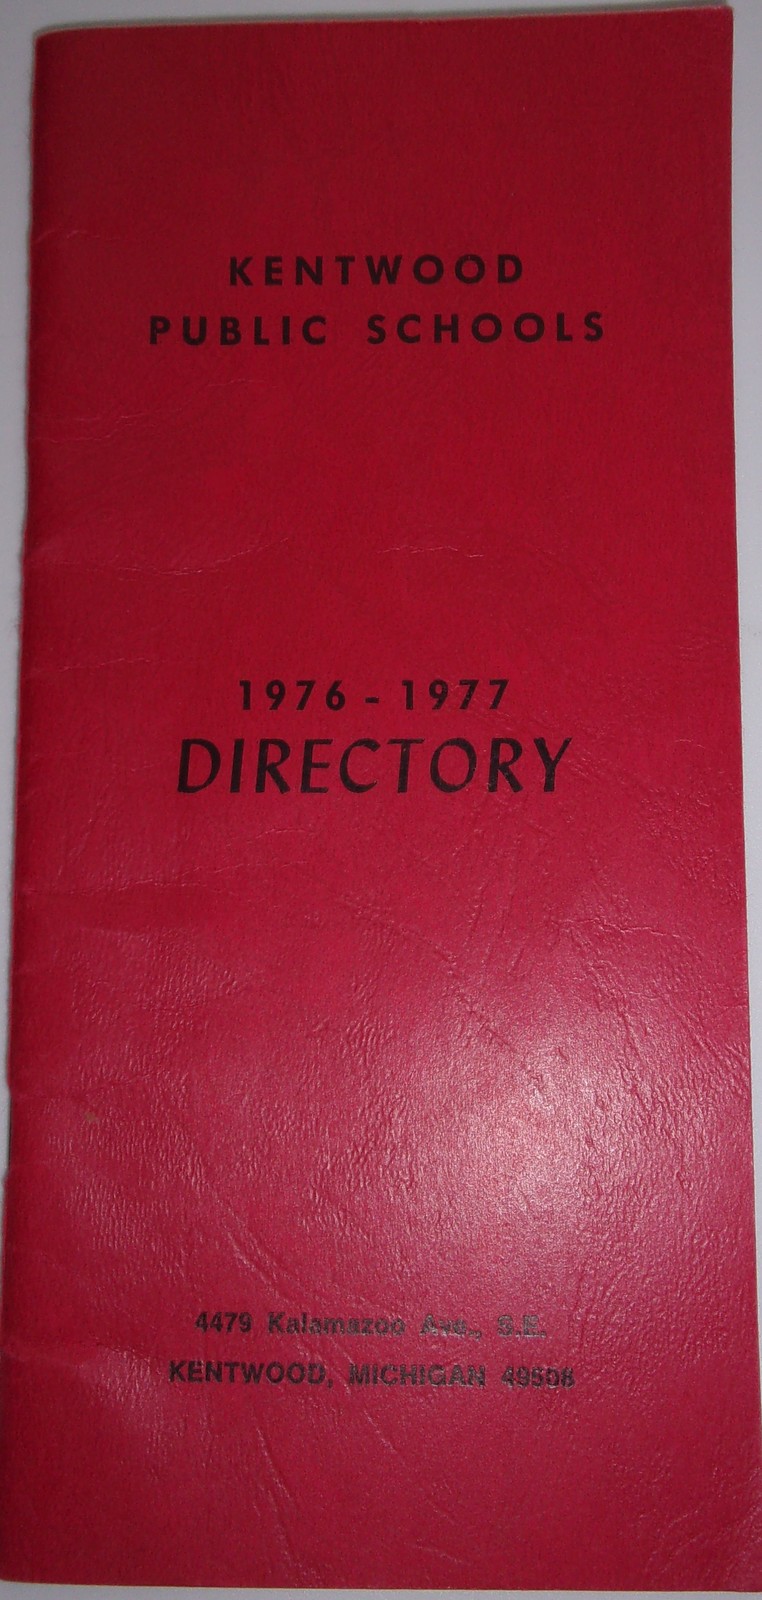 KENTWOOD
PUBLIC SCHOOLS
1976 - 1977
DIRECTORY
4479 Kalamazoo Ave., S.E.
KENTWOOD, MICHIGAN 49508